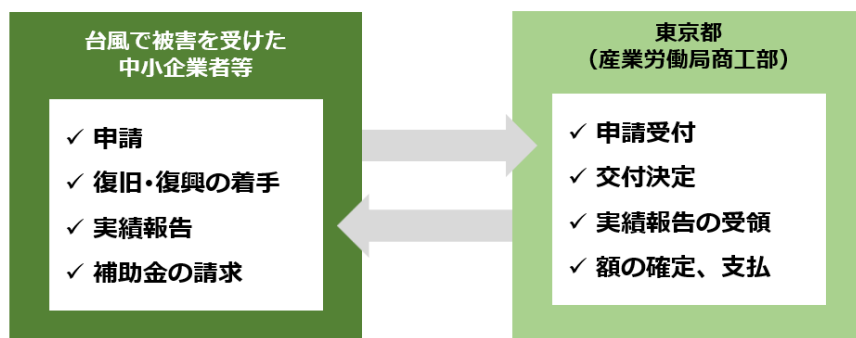 台風で被害を受けた
中小企業者等
✓ 申請
✓ 復旧・復興の着手
✓ 実績報告
✓ 補助金の請求
東京都
（産業労働局商工部）
✓ 申請受付
✓ 交付決定
✓ 実績報告の受領
✓ 額の確定、支払